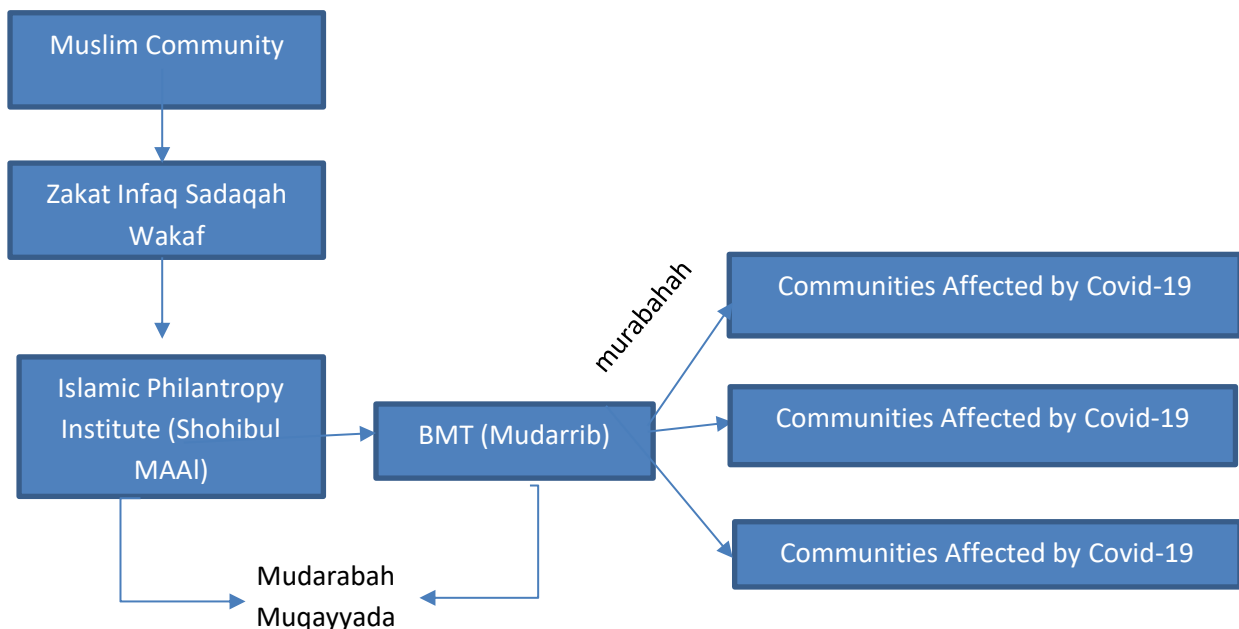 Muslim Community
Zakat Infaq Sadaqah
Wakaf
Islamic Philantropy
Institute (Shohibul
MAAl)
BMT (Mudarrib)
murabahah
Communities Affected by Covid-19
Communities Affected by Covid-19
Communities Affected by Covid-19
Mudarabah
Muqayyada